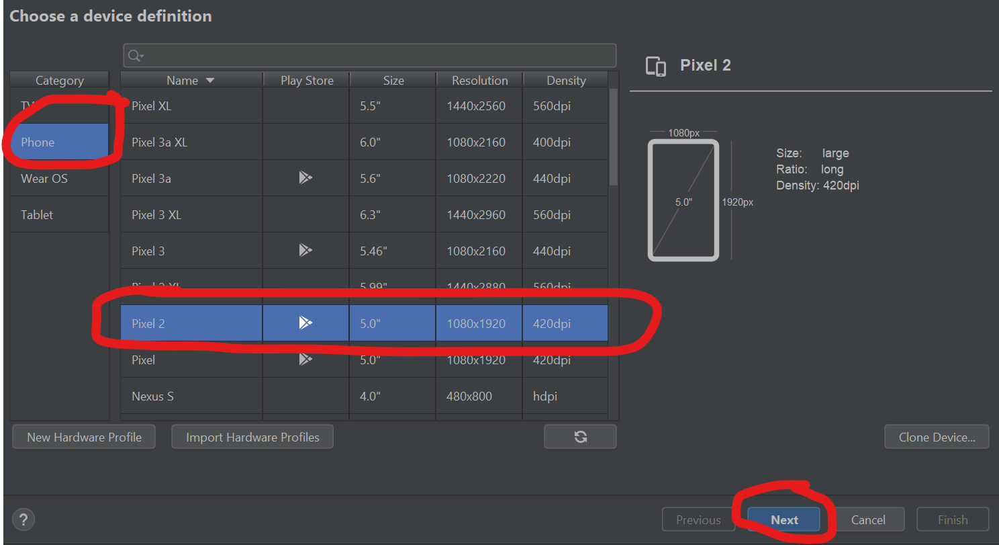 Choose a device definition
Category
TV
Phone
Wear OS
Tablet
Name Play Store Size Resolution Density
Pixel XL 5.5" 1440x2560 560dpi
Pixel 3a XL 6.0" 1080x2160 400dpi
Pixel 3a 5.6" 1080x2220 440dpi
Pixel 3 XL 6.3" 1440x2960 560dpi
Pixel 3 5.46" 1080x2160 440dpi
Pixel 2 XL 5.99" 1440x2880 560dpi
Pixel 2 5.0" 1080x1920 420dpi
Pixel 5.0" 1080x1920 420dpi
Nexus S 4.0" 480x800 hdpi
New Hardware Profile Import Hardware Profiles
Pixel 2
1080px
5.0"
1920px
Size: large
Ratio: long
Density: 420dpi
Clone Device...
?
Previous Next Cancel Finish